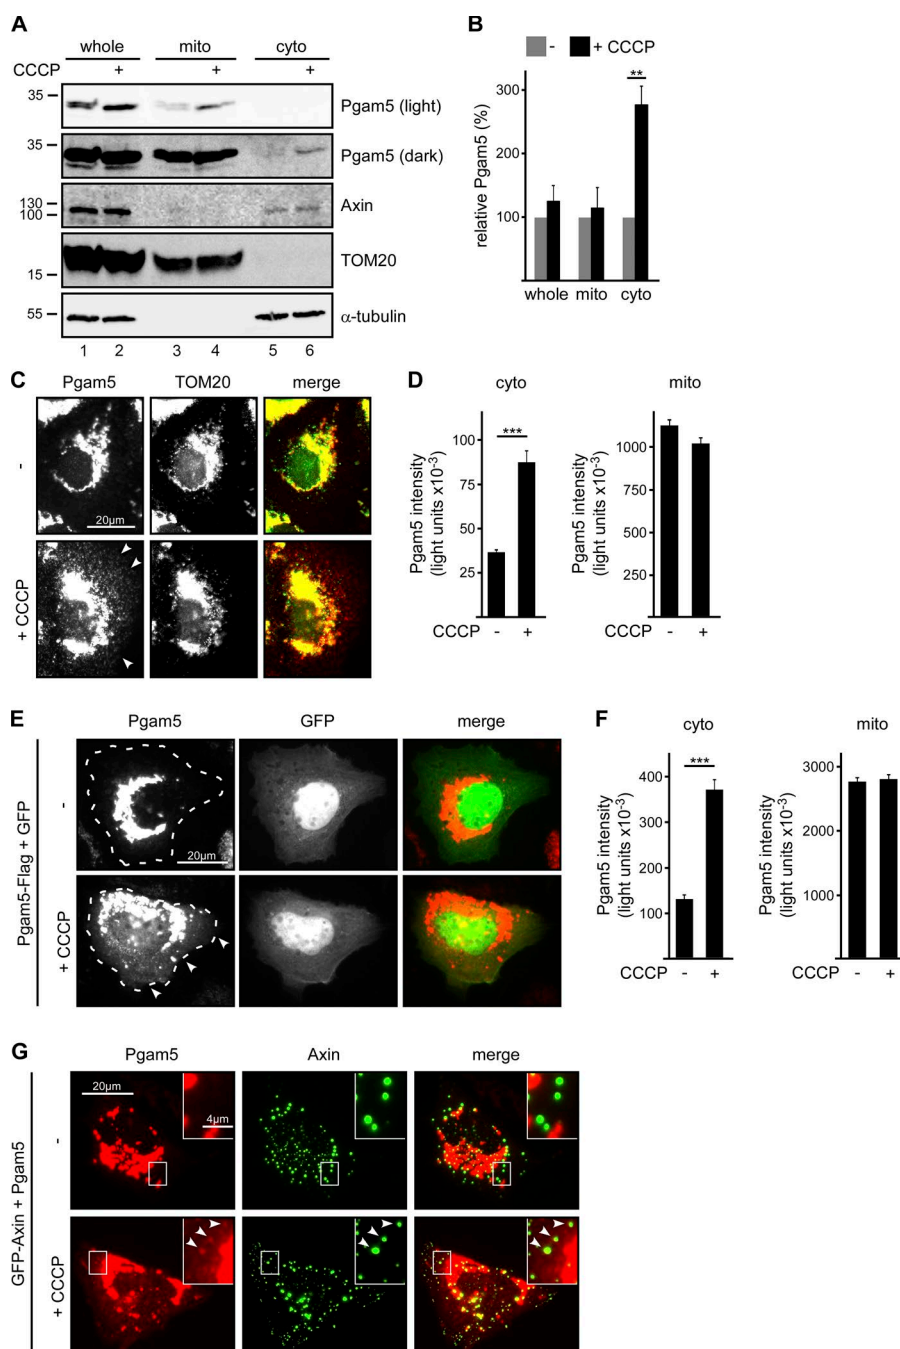 A
whole mito cyto
CCCP + + +
35 Pgam5 (light)
35 Pgam5 (dark)
130
100 Axin
TOM20
15
55 α-tubulin
1 2 3 4 5 6
B
- + CCCP
**
relative Pgam5 (%)
300
200
100
whole mito cyto
C
Pgam5 TOM20 merge
-
20µm
+ CCCP
D
cyto mito
Pgam5 intensity
(light units x10-3)
100
75
50
25
***
CCCP - +
Pgam5 intensity
(light units x10-3)
1000
750
500
250
CCCP - +
E
Pgam5 GFP merge
Pgam5-Flag + GFP
-
20µm
+ CCCP
F
cyto mito
Pgam5 intensity
(light units x10-3)
400
300
200
100
***
CCCP - +
Pgam5 intensity
(light units x10-3)
3000
2000
1000
CCCP - +
G
Pgam5 Axin merge
GFP-Axin + Pgam5
-
20µm
4µm
+ CCCP